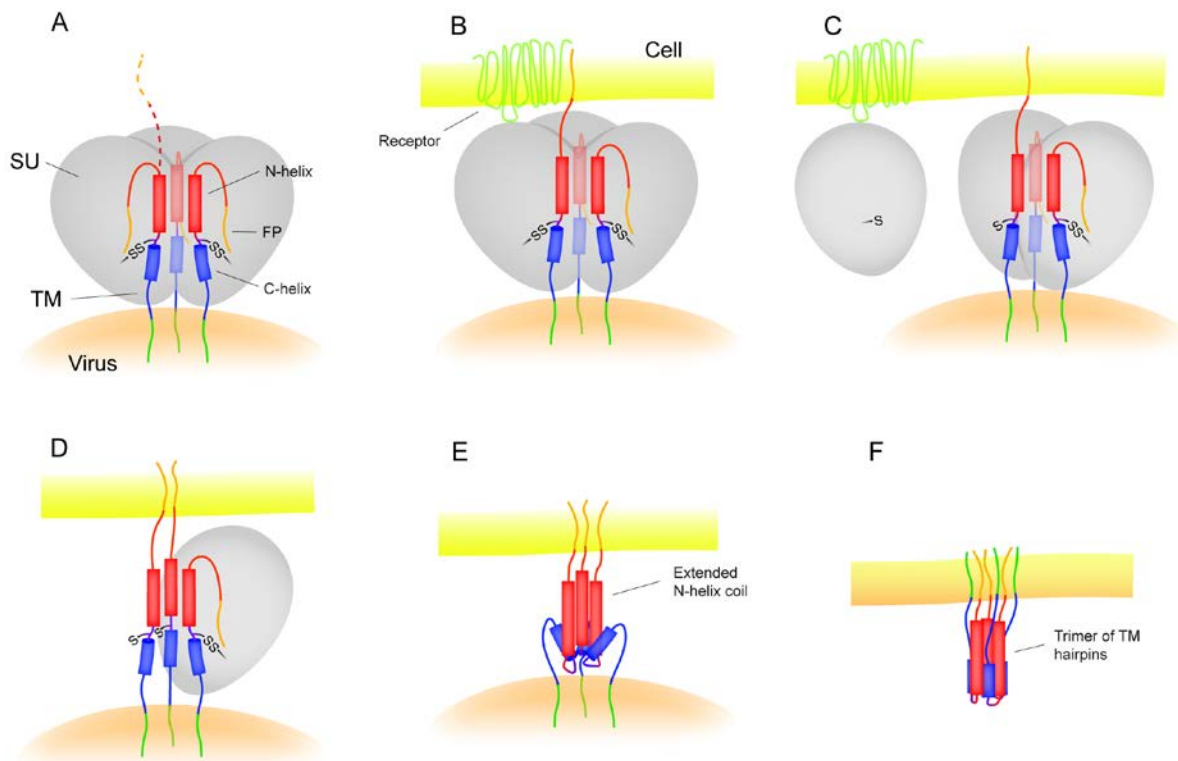 A
SU
N-helix
SS
SS
FP
C-helix
TM
Virus
B
Cell
Receptor
SS
SS
C
S
S
SS
D
S
S
SS
E
Extended
N-helix coil
F
Trimer of TM
hairpins